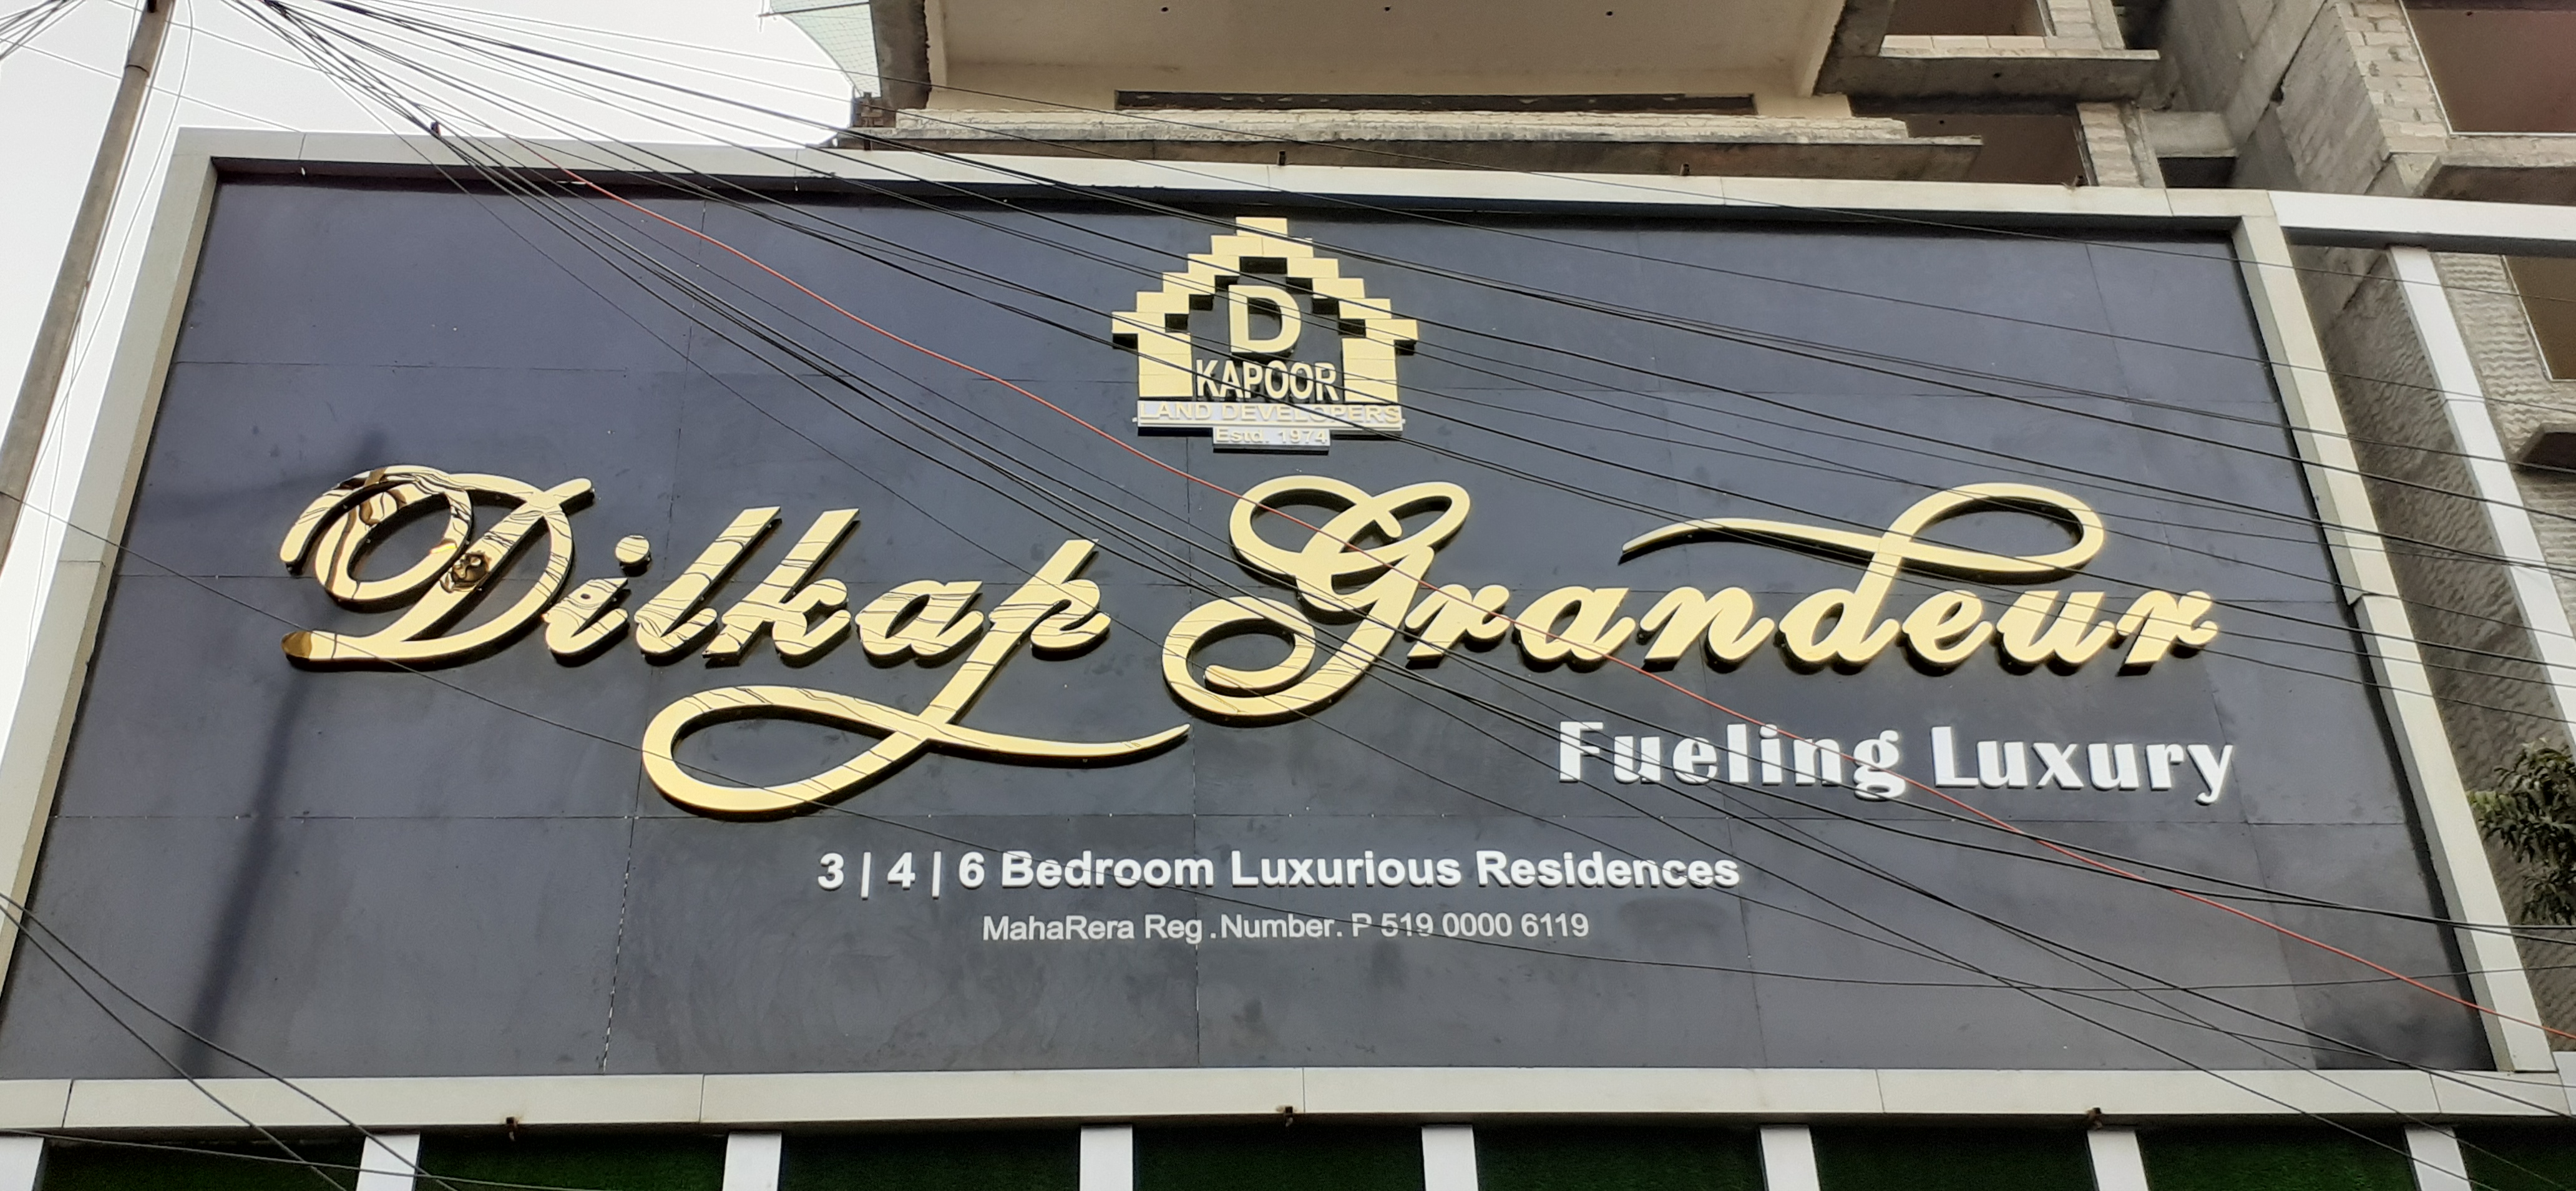 D
KAPOOR
LAND DEVELOPERS
Estd. 1974
Dilkap Grandeur
Fueling Luxury
3 | 4 | 6 Bedroom Luxurious Residences
MahaRera Reg .Number. P 519 0000 6119